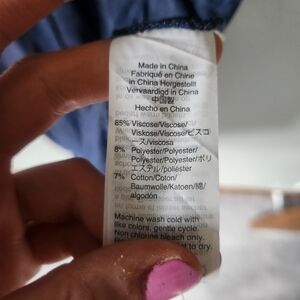 Made in China
Fabriqué en Chine
in China Hergestellt
Vervaardigd in China
中国製
Hecho en China
85% Viscose/Viscose/
Viskose/Viscose/ビスコ
ース/viscosa
8% Polyester/Polyester/
Polyester/Polyester/ポリ
エステル/poliéster
7% Cotton/Coton/
Baumwolle/Katoen/綿/
algodón
Machine wash cold with
like colors, gentle cycle.
Non chlorine bleach only.